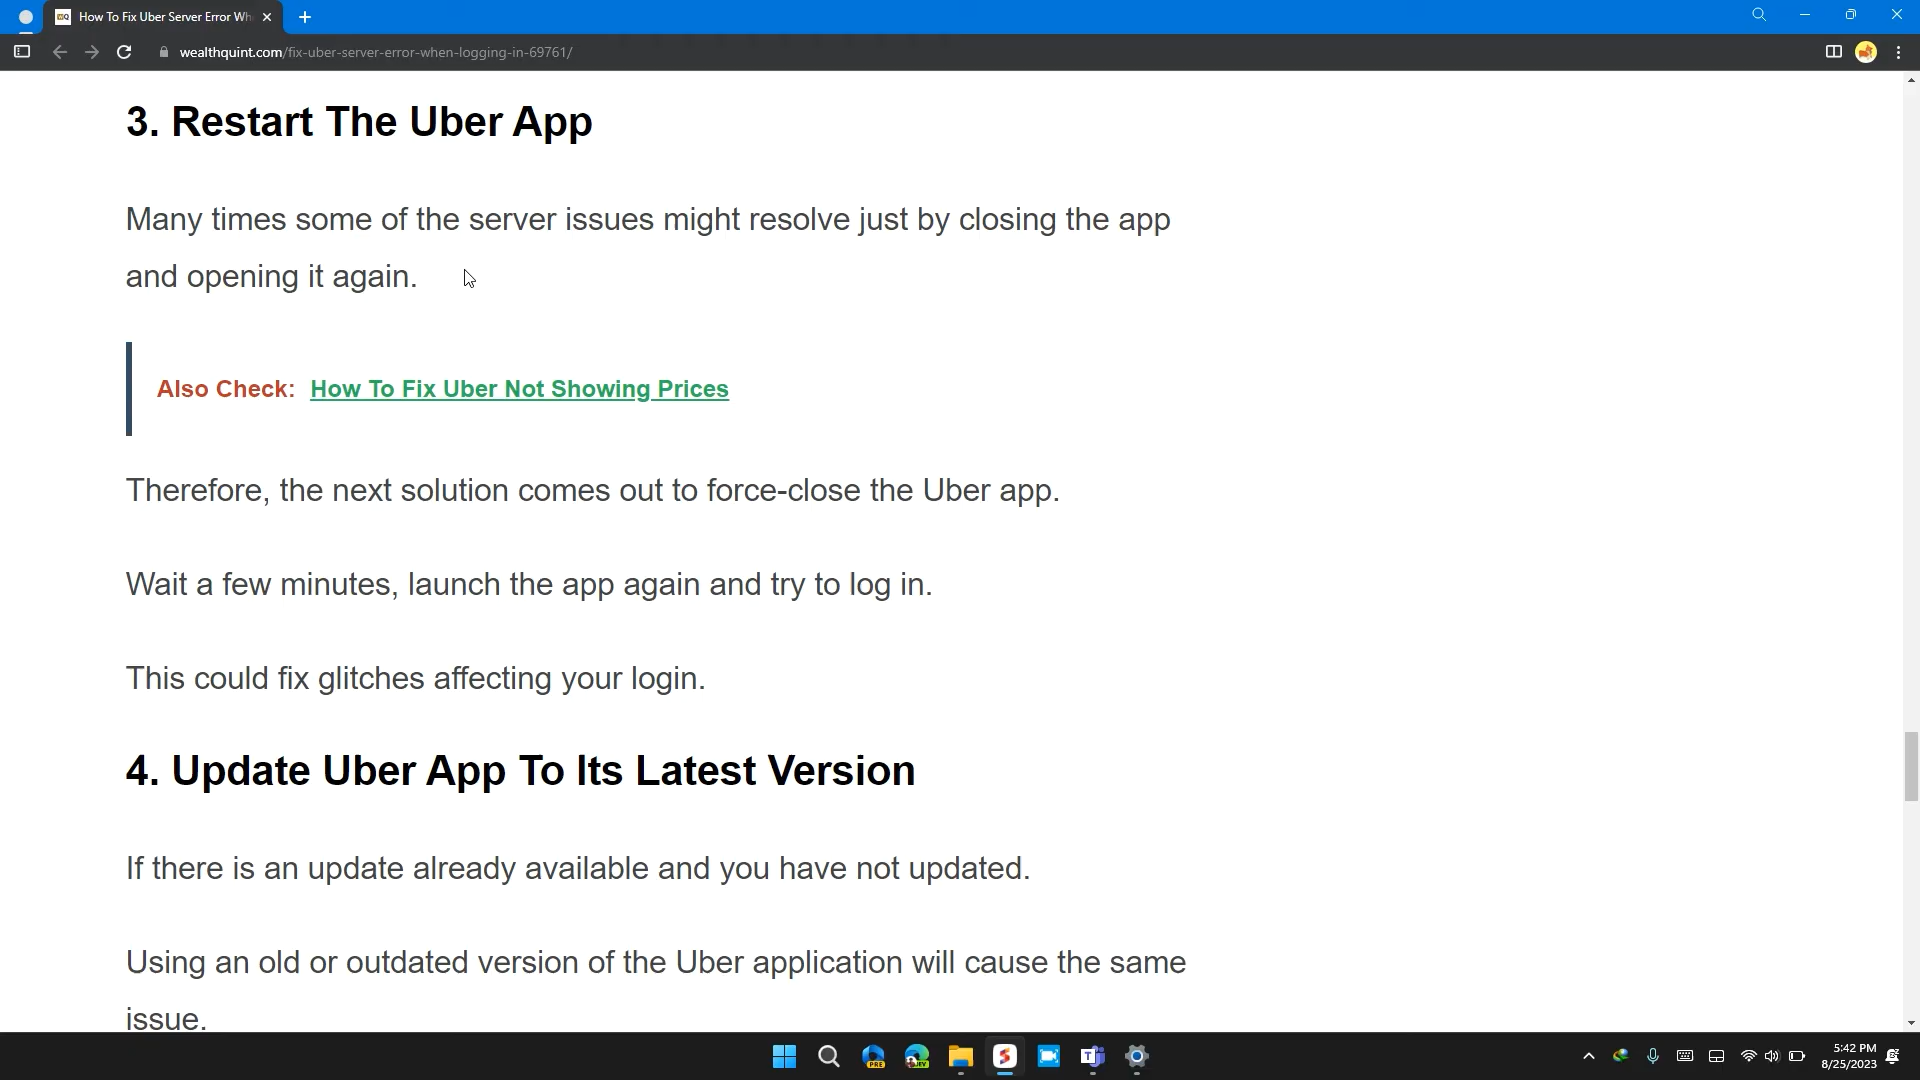 How To Fix Uber Server Error Wh
wealthquint.com/fix-uber-server-error-when-logging-in-69761/
3. Restart The Uber App
Many times some of the server issues might resolve just by closing the app
and opening it again.
Also Check: How To Fix Uber Not Showing Prices
Therefore, the next solution comes out to force-close the Uber app.
Wait a few minutes, launch the app again and try to log in.
This could fix glitches affecting your login.
4. Update Uber App To Its Latest Version
If there is an update already available and you have not updated.
Using an old or outdated version of the Uber application will cause the same
issue.
5:42 PM
8/25/2023